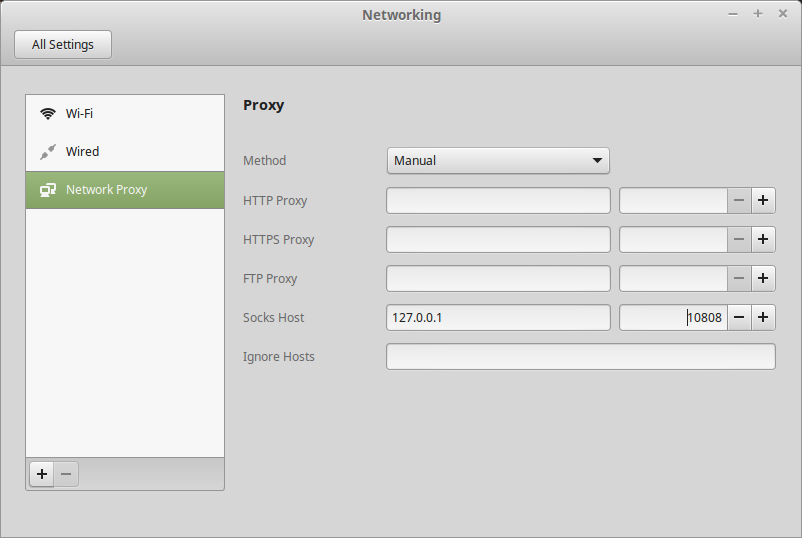 Networking
All Settings
Wi-Fi
Wired
Network Proxy
Proxy
Method
Manual
HTTP Proxy
HTTPS Proxy
FTP Proxy
Socks Host
127.0.0.1
10808
Ignore Hosts